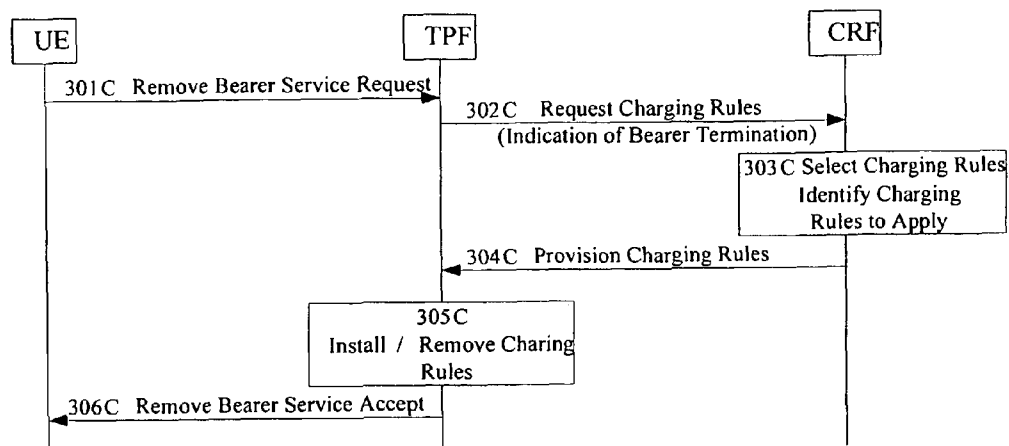 UE
TPF
CRF
301C Remove Bearer Service Request
302C Request Charging Rules
(Indication of Bearer Termination)
303C Select Charging Rules
Identify Charging
Rules to Apply
304C Provision Charging Rules
305C
Install / Remove Charing
Rules
306C Remove Bearer Service Accept